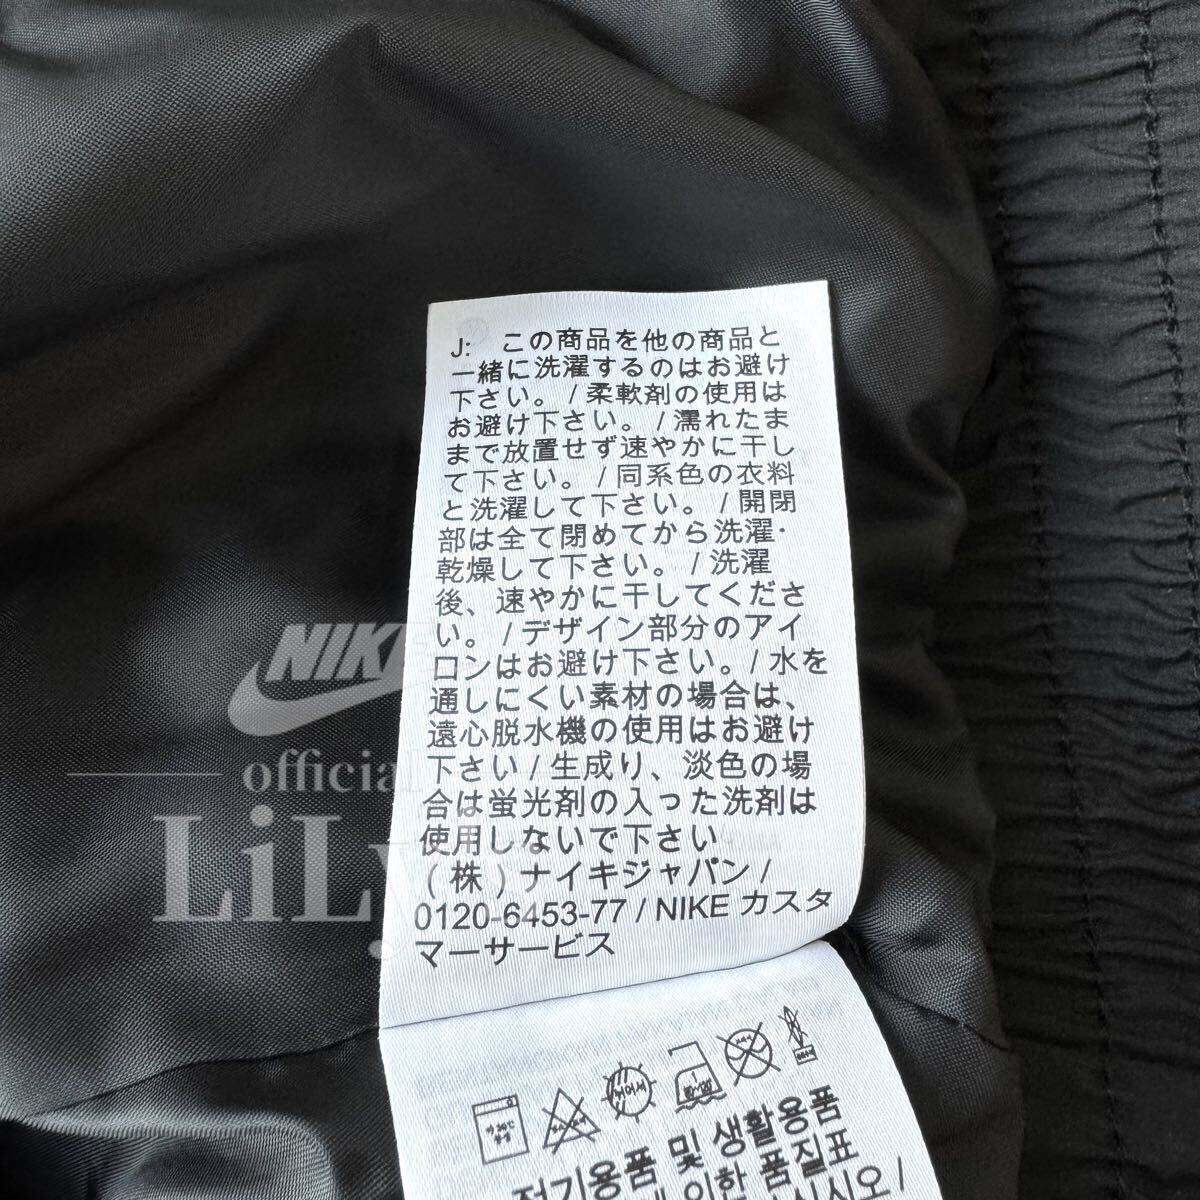 J: この商品を他の商品と
一緒に洗濯するのはお避け
下さい。/ 柔軟剤の使用は
お避け下さい。/濡れたま
まで放置せず速やかに干し
て下さい。/ 同系色の衣料
と洗濯して下さい。/ 開閉
部は全て閉めてから洗濯・
乾燥して下さい。/ 洗濯
後、速やかに干してくださ
い。/デザイン部分のアイ
ロンはお避け下さい。/ 水を
通しにくい素材の場合は、
遠心脱水機の使用はお避け
下さい / 生成り、淡色の場
合は蛍光剤の入った洗剤は
使用しないで下さい
(株) ナイキジャパン /
0120-6453-77 / NIKE カスタ
マーサービス
NIKE
official
LiLy
전기용품 및 생활용품
이한 품질표